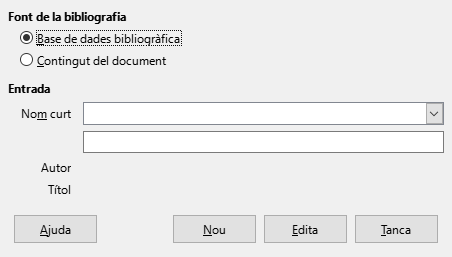 Font de la bibliografia
Base de dades bibliogràfica
Contingut del document
Entrada
Nom curt
Autor
Títol
Ajuda
Nou
Edita
Tanca